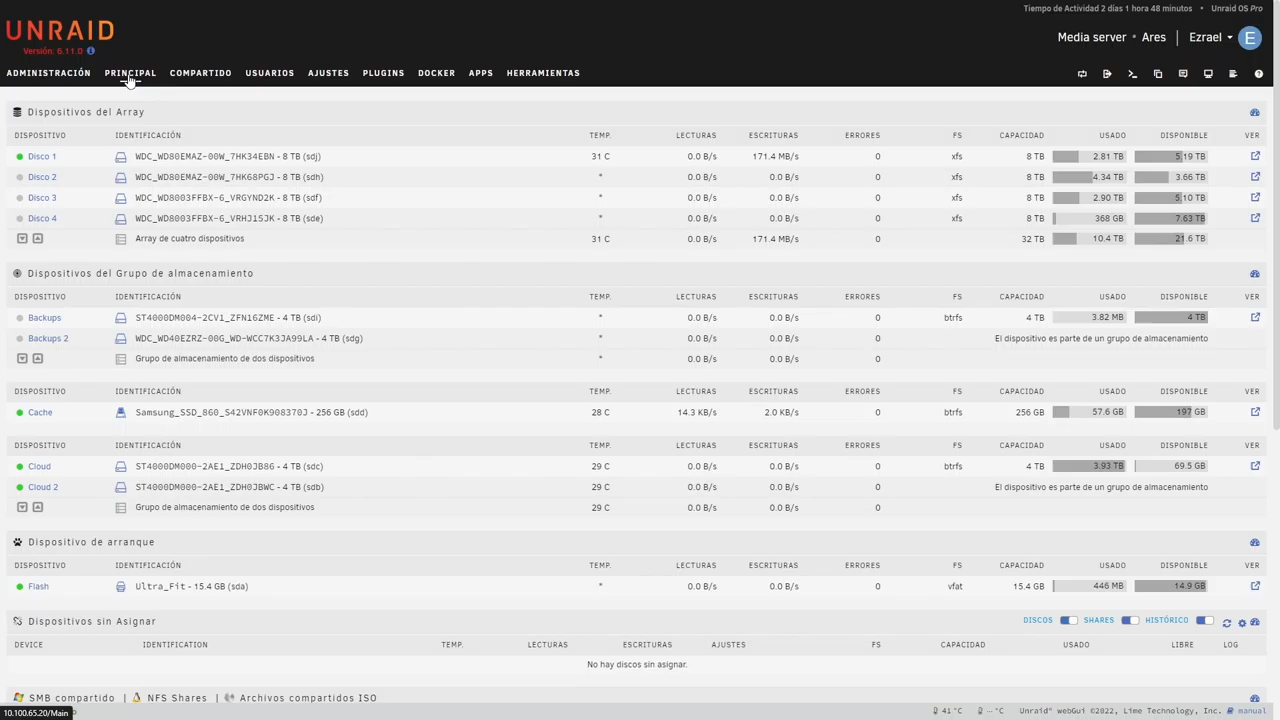 Tiempo de Actividad 2 días 1 hora 48 minutos • Unraid OS Pro
UNRAID
Versión: 6.11.0
Media server • Ares | Ezrael E
ADMINISTRACIÓN PRINCIPAL COMPARTIDO USUARIOS AJUSTES PLUGINS DOCKER APPS HERRAMIENTAS
Dispositivos del Array
DISPOSITIVO IDENTIFICACIÓN TEMP. LECTURAS ESCRITURAS ERRORES FS CAPACIDAD USADO DISPONIBLE VER
Disco 1 WDC_WD80EMAZ-00W_7HK34EBN - 8 TB (sdj) 31 C 0.0 B/s 171.4 MB/s 0 xfs 8 TB 2.81 TB 5.19 TB
Disco 2 WDC_WD80EMAZ-00W_7HK68PGJ - 8 TB (sdh) * 0.0 B/s 0.0 B/s 0 xfs 8 TB 4.34 TB 3.66 TB
Disco 3 WDC_WD8003FFBX-6_VRGYND2K - 8 TB (sdf) * 0.0 B/s 0.0 B/s 0 xfs 8 TB 2.90 TB 5.10 TB
Disco 4 WDC_WD8003FFBX-6_VRHJ15JK - 8 TB (sde) * 0.0 B/s 0.0 B/s 0 xfs 8 TB 368 GB 7.63 TB
Array de cuatro dispositivos 31 C 0.0 B/s 171.4 MB/s 0 32 TB 10.4 TB 21.6 TB
Dispositivos del Grupo de almacenamiento
DISPOSITIVO IDENTIFICACIÓN TEMP. LECTURAS ESCRITURAS ERRORES FS CAPACIDAD USADO DISPONIBLE VER
Backups ST4000DM004-2CV1_ZFN16ZME - 4 TB (sdi) * 0.0 B/s 0.0 B/s 0 btrfs 4 TB 3.82 MB 4 TB
Backups 2 WDC_WD40EZRZ-00G_WD-WCC7K3JA99LA - 4 TB (sdg) * 0.0 B/s 0.0 B/s 0 El dispositivo es parte de un grupo de almacenamiento
Grupo de almacenamiento de dos dispositivos * 0.0 B/s 0.0 B/s 0
DISPOSITIVO IDENTIFICACIÓN TEMP. LECTURAS ESCRITURAS ERRORES FS CAPACIDAD USADO DISPONIBLE VER
Cache Samsung_SSD_860_S42VNF0K908370J - 256 GB (sdd) 28 C 14.3 KB/s 2.0 KB/s 0 btrfs 256 GB 57.6 GB 197 GB
DISPOSITIVO IDENTIFICACIÓN TEMP. LECTURAS ESCRITURAS ERRORES FS CAPACIDAD USADO DISPONIBLE VER
Cloud ST4000DM000-2AE1_ZDH0JB86 - 4 TB (sdc) 29 C 0.0 B/s 0.0 B/s 0 btrfs 4 TB 3.93 TB 69.5 GB
Cloud 2 ST4000DM000-2AE1_ZDH0JBWC - 4 TB (sdb) 29 C 0.0 B/s 0.0 B/s 0 El dispositivo es parte de un grupo de almacenamiento
Grupo de almacenamiento de dos dispositivos 29 C 0.0 B/s 0.0 B/s 0
Dispositivo de arranque
DISPOSITIVO IDENTIFICACIÓN TEMP. LECTURAS ESCRITURAS ERRORES FS CAPACIDAD USADO DISPONIBLE VER
Flash Ultra_Fit - 15.4 GB (sda) * 0.0 B/s 0.0 B/s 0 vfat 15.4 GB 446 MB 14.9 GB
Dispositivos sin Asignar DISCOS SHARES HISTÓRICO
DEVICE IDENTIFICATION TEMP. LECTURAS ESCRITURAS AJUSTES FS CAPACIDAD USADO LIBRE LOG
No hay discos sin asignar.
SMB compartido | NFS Shares | Archivos compartidos ISO
10.100.65.20/Main 41 °C -- °C Unraid® webGui ©2022, Lime Technology, Inc. manual